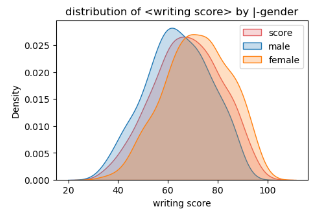 distribution of <writing score> by |-gender
score
male
female
Density
0.025
0.020
0.015
0.010
0.005
0.000
20 40 60 80 100
writing score